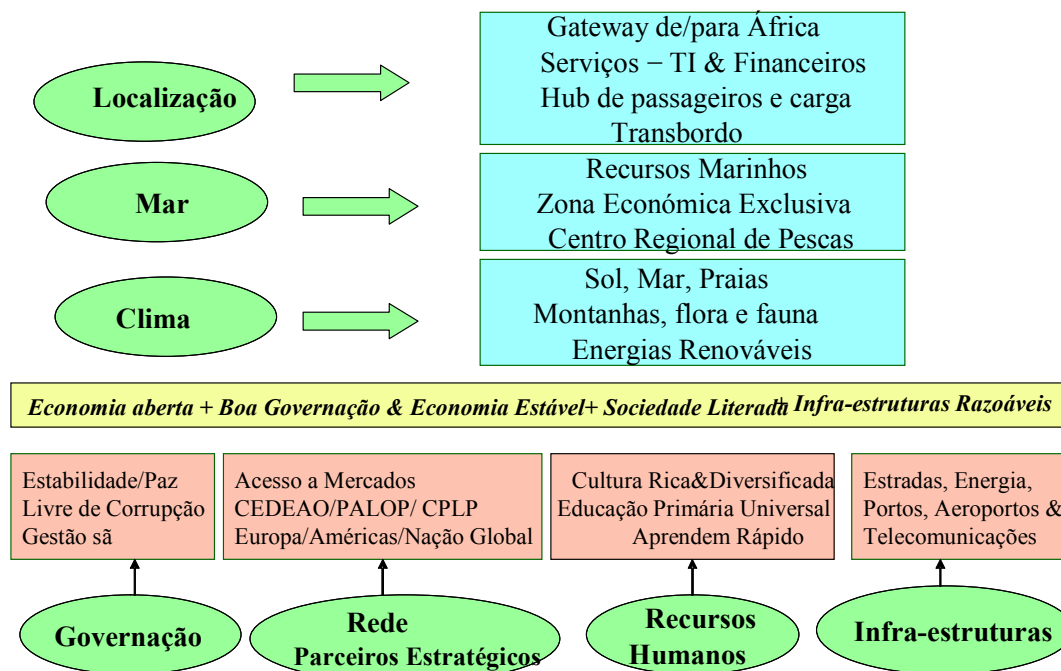 Localização
Gateway de/para África
Serviços – TI & Financeiros
Hub de passageiros e carga
Transbordo
Mar
Recursos Marinhos
Zona Económica Exclusiva
Centro Regional de Pescas
Clima
Sol, Mar, Praias
Montanhas, flora e fauna
Energias Renováveis
Economia aberta + Boa Governação & Economia Estável+ Sociedade Literada + Infra-estruturas Razoáveis
Estabilidade/Paz
Livre de Corrupção
Gestão sã
Acesso a Mercados
CEDEAO/PALOP/ CPLP
Europa/Américas/Nação Global
Cultura Rica&Diversificada
Educação Primária Universal
Aprendem Rápido
Estradas, Energia,
Portos, Aeroportos &
Telecomunicações
Governação
Rede
Parceiros Estratégicos
Recursos
Humanos
Infra-estruturas